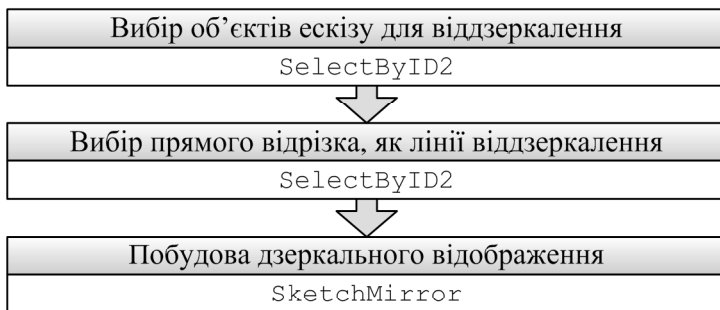 Вибір об’єктів ескізу для віддзеркалення
SelectByID2
Вибір прямого відрізка, як лінії віддзеркалення
SelectByID2
Побудова дзеркального відображення
SketchMirror